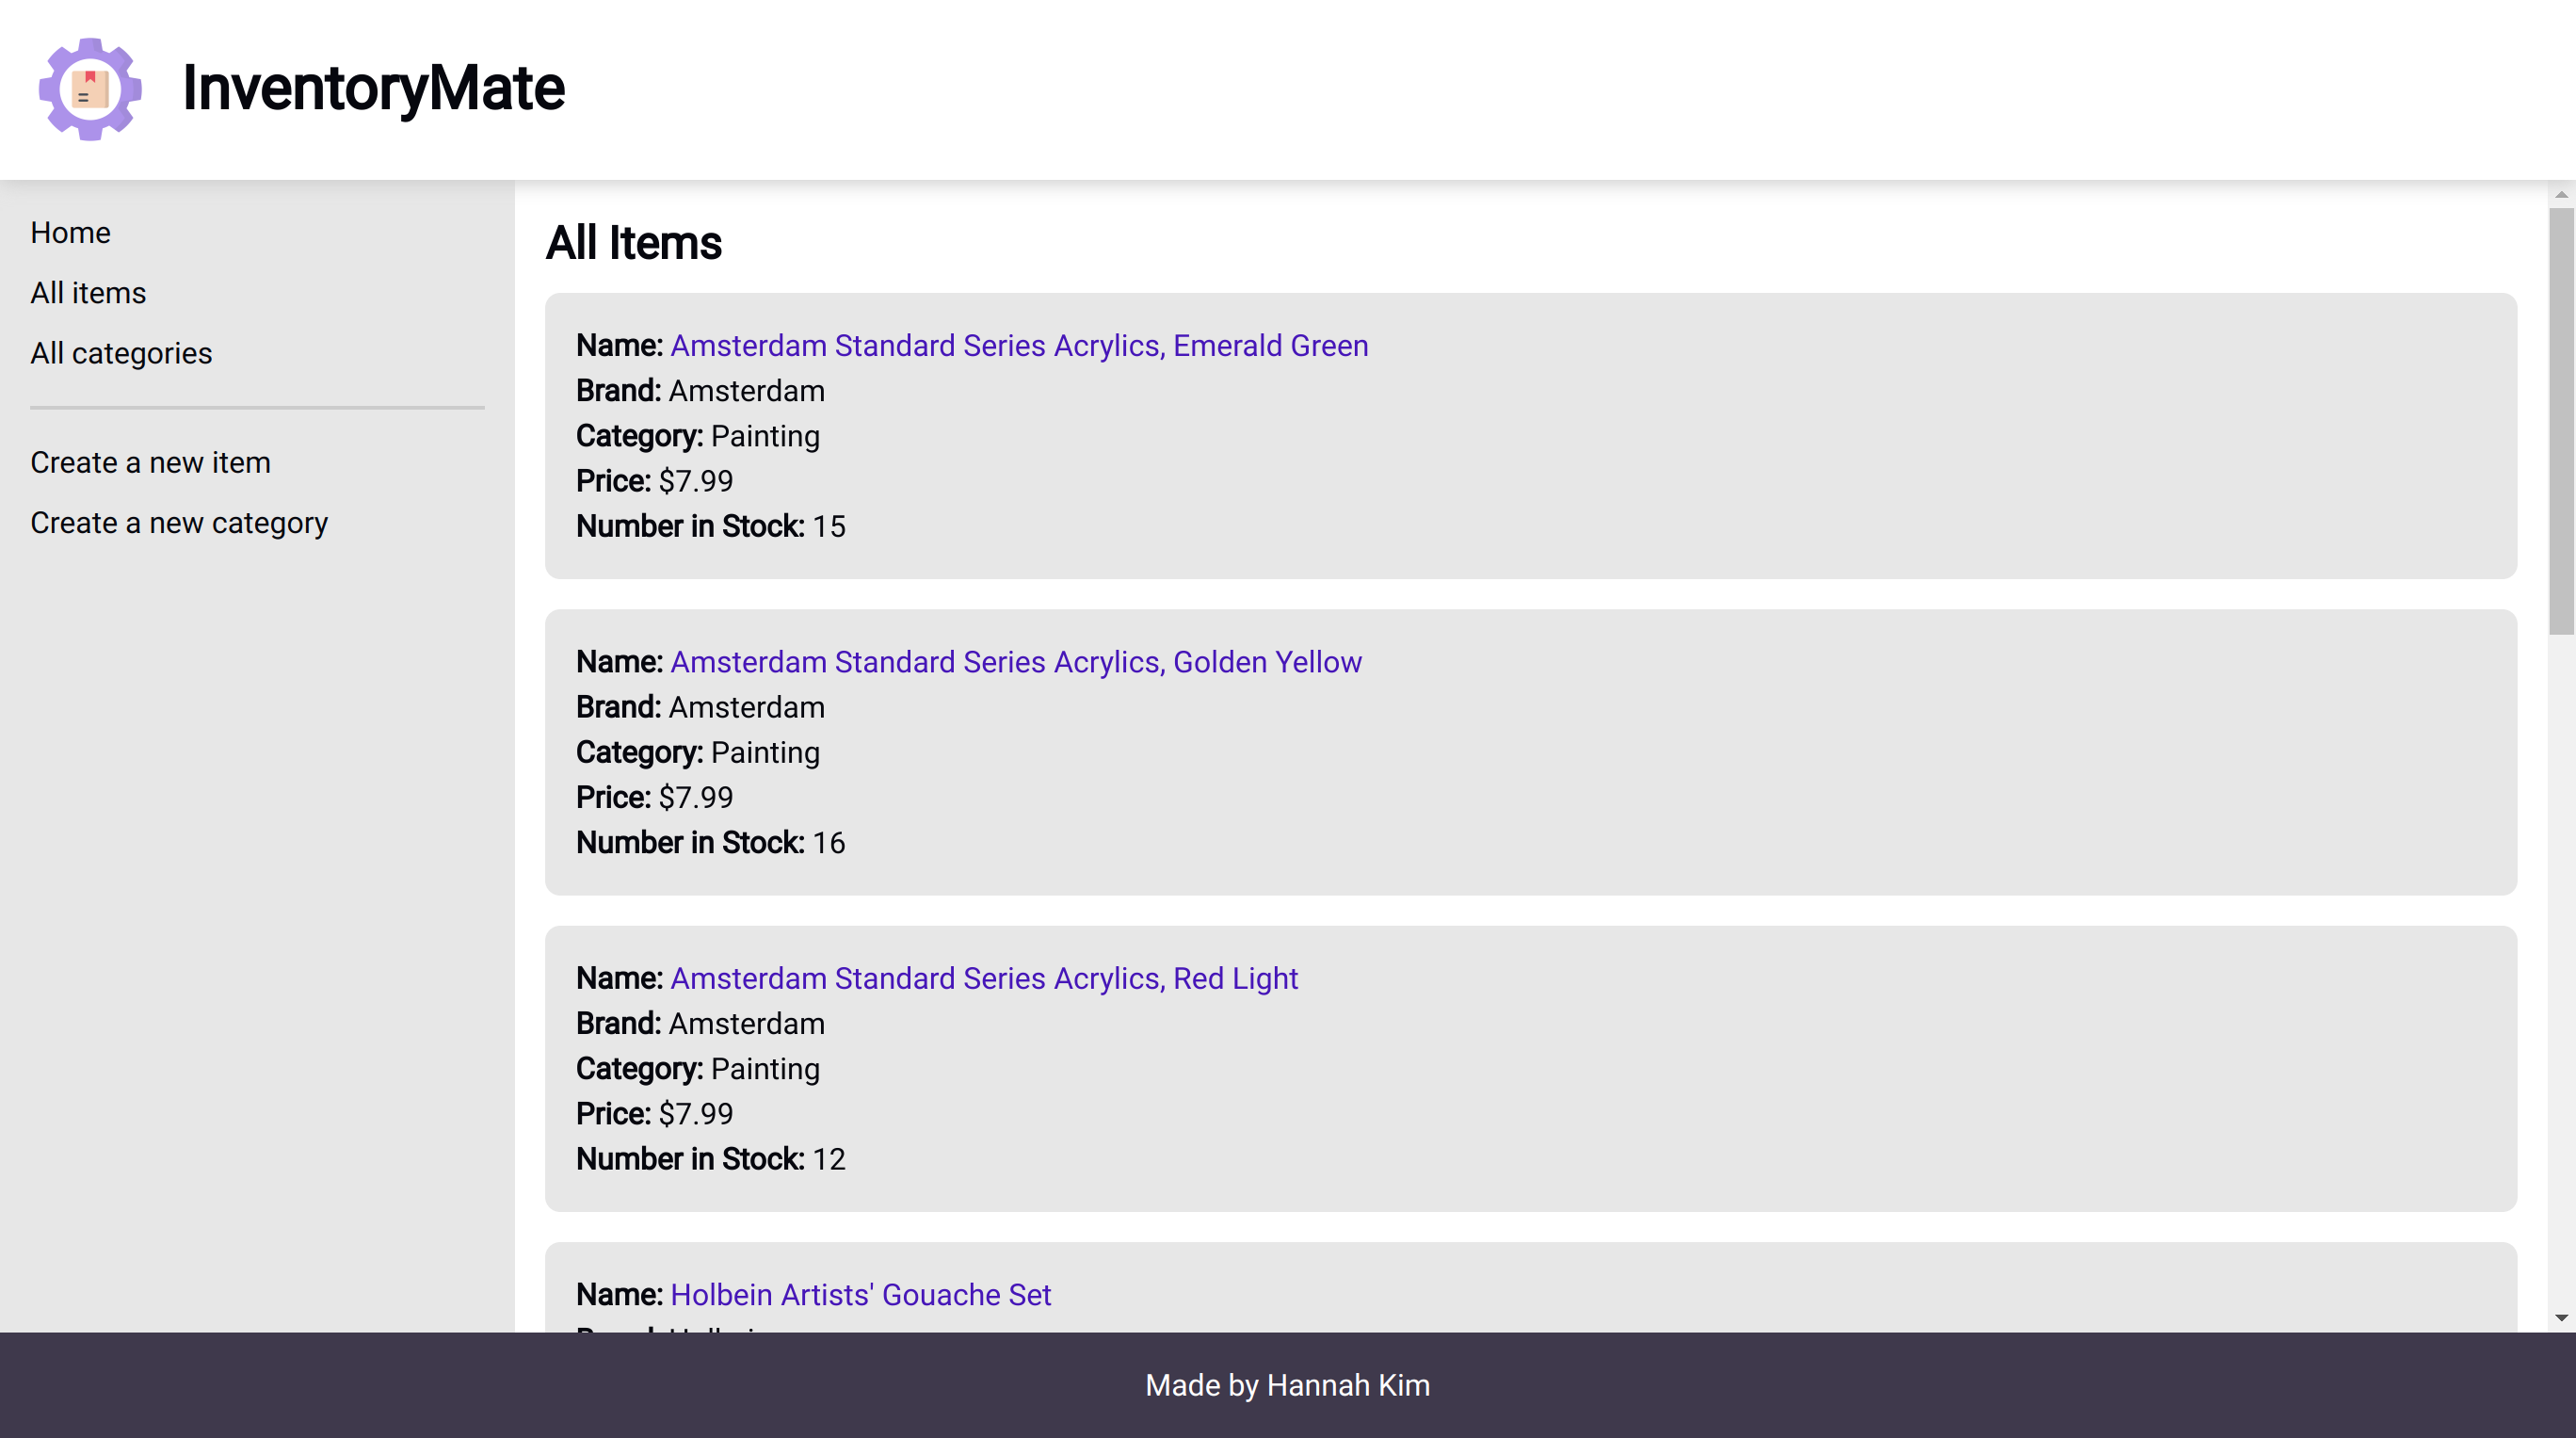 InventoryMate
Home
All items
All categories
Create a new item
Create a new category
All Items
Name: Amsterdam Standard Series Acrylics, Emerald Green
Brand: Amsterdam
Category: Painting
Price: $7.99
Number in Stock: 15
Name: Amsterdam Standard Series Acrylics, Golden Yellow
Brand: Amsterdam
Category: Painting
Price: $7.99
Number in Stock: 16
Name: Amsterdam Standard Series Acrylics, Red Light
Brand: Amsterdam
Category: Painting
Price: $7.99
Number in Stock: 12
Name: Holbein Artists' Gouache Set
Made by Hannah Kim